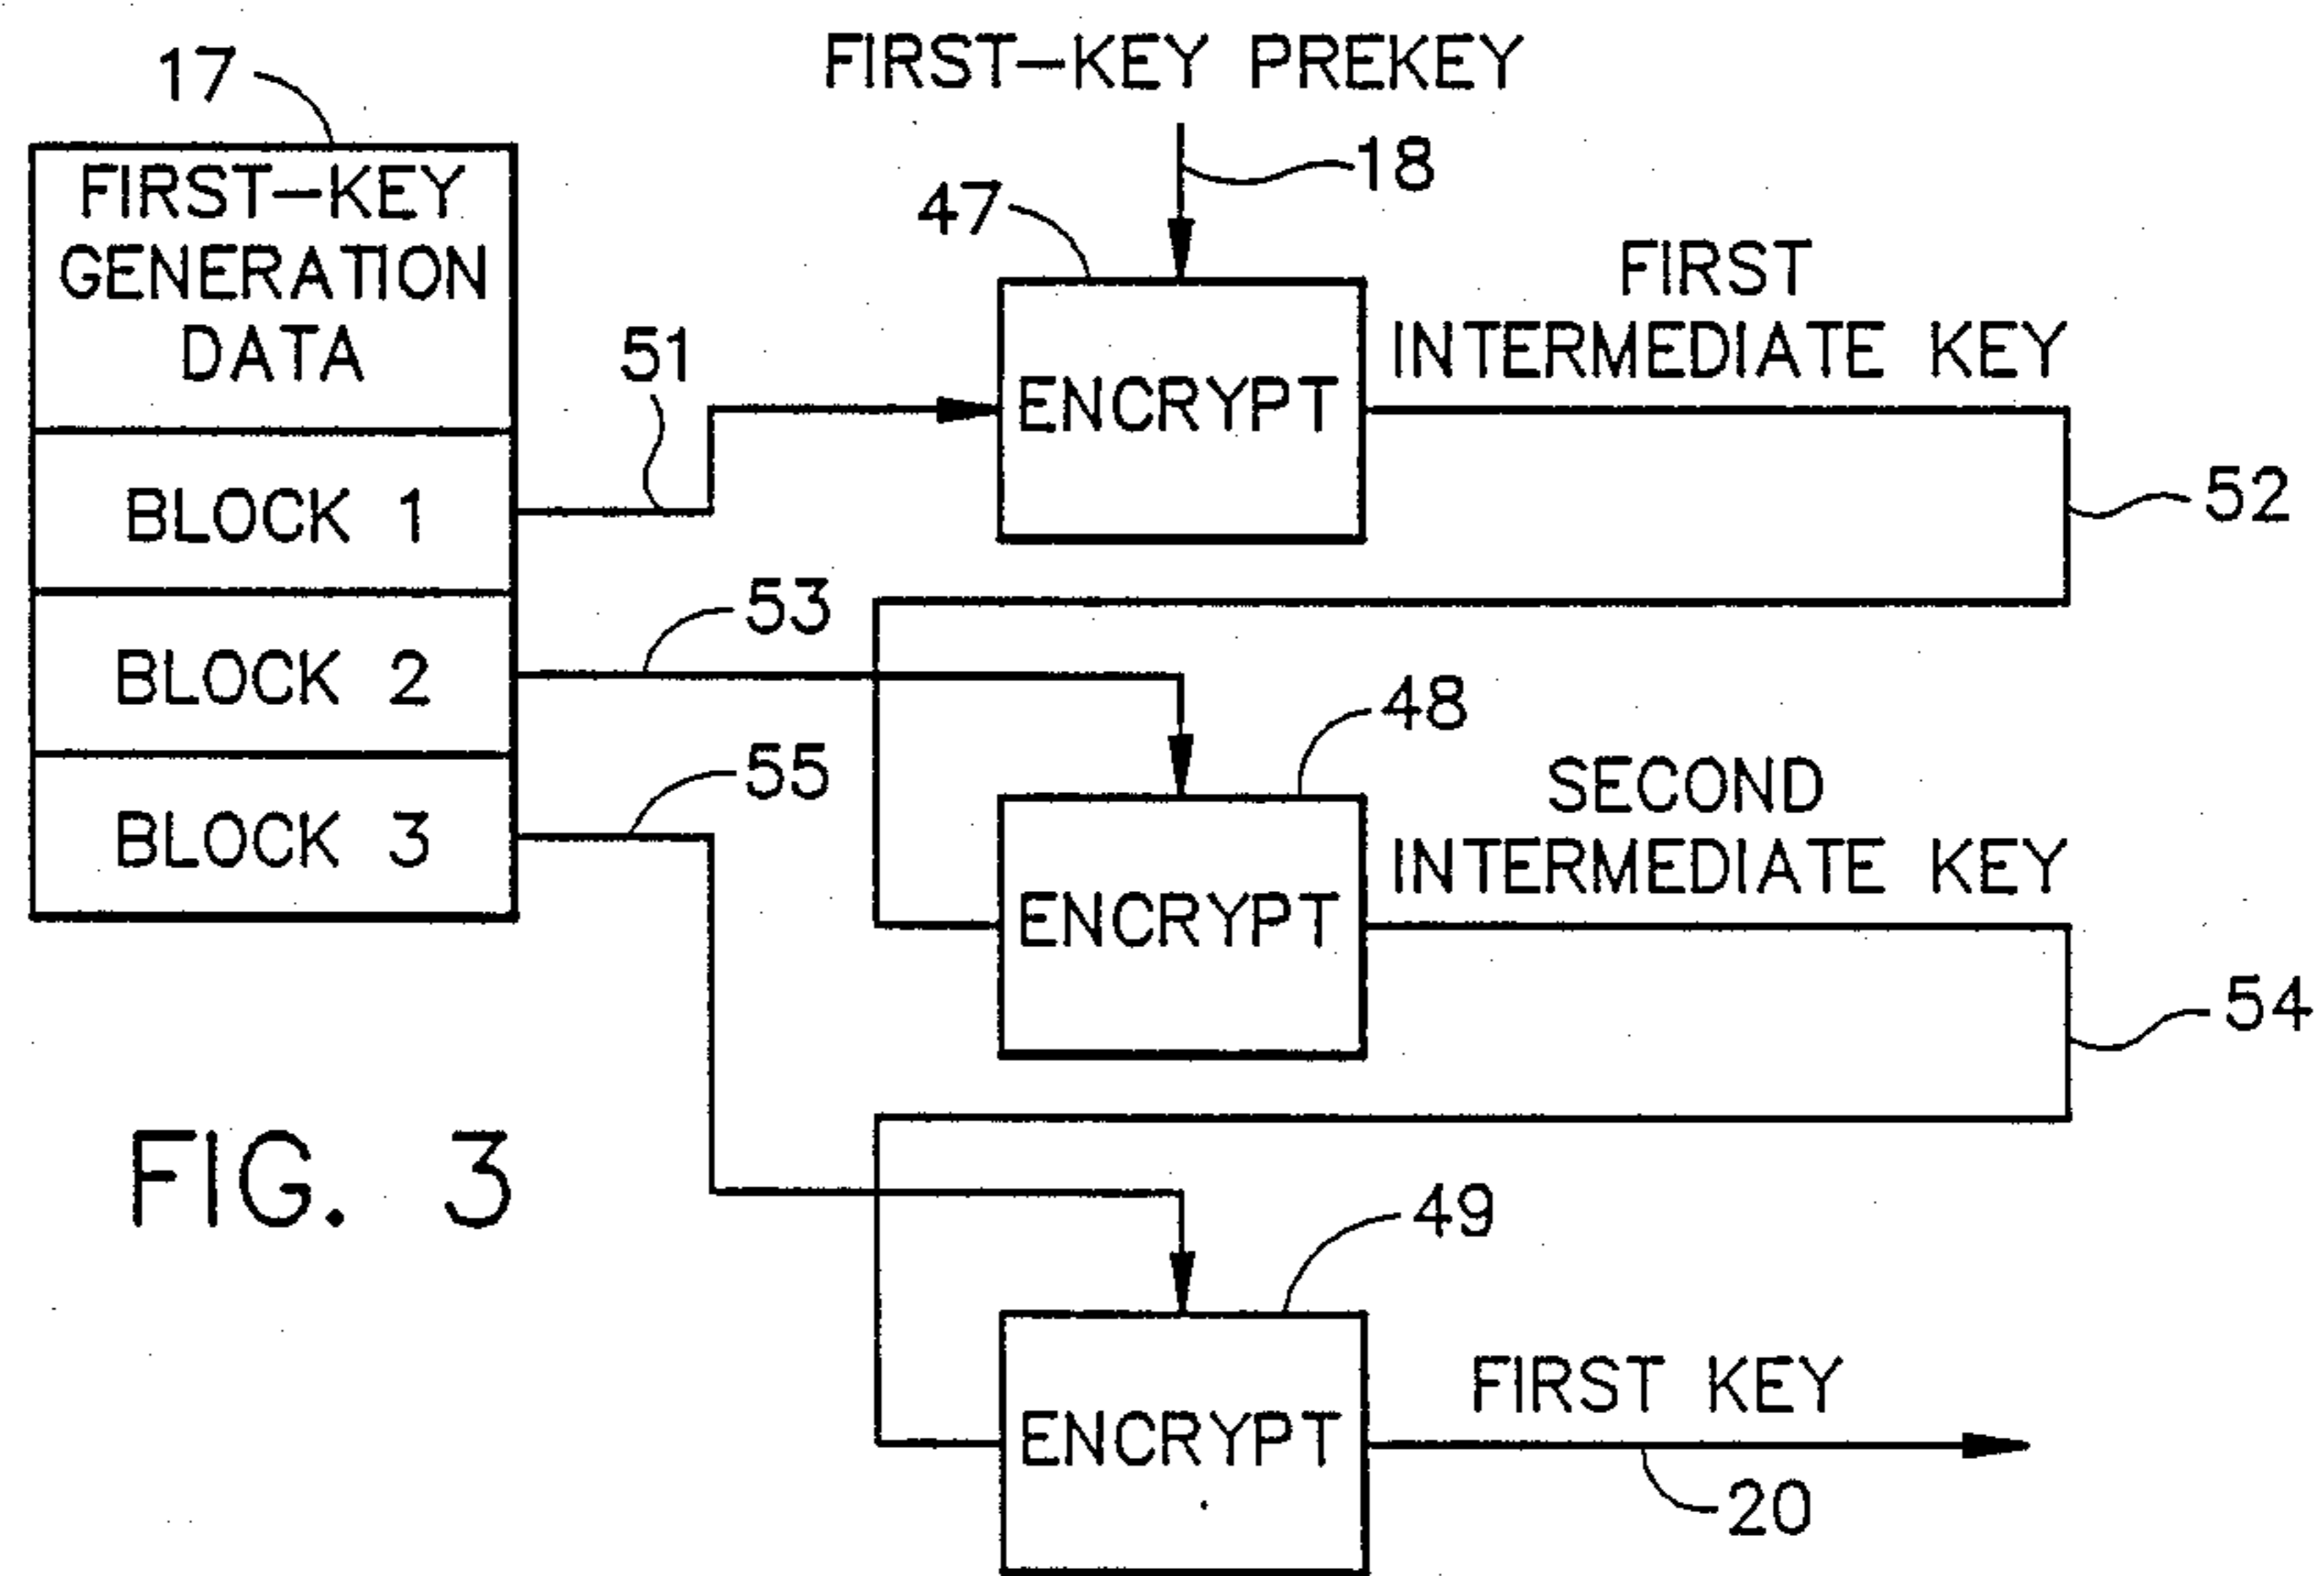 17
FIRST-KEY
GENERATION
DATA
BLOCK 1
BLOCK 2
BLOCK 3
FIRST-KEY PREKEY
18
47
ENCRYPT
51
FIRST
INTERMEDIATE KEY
52
53
48
ENCRYPT
55
SECOND
INTERMEDIATE KEY
54
49
ENCRYPT
FIRST KEY
20
FIG. 3